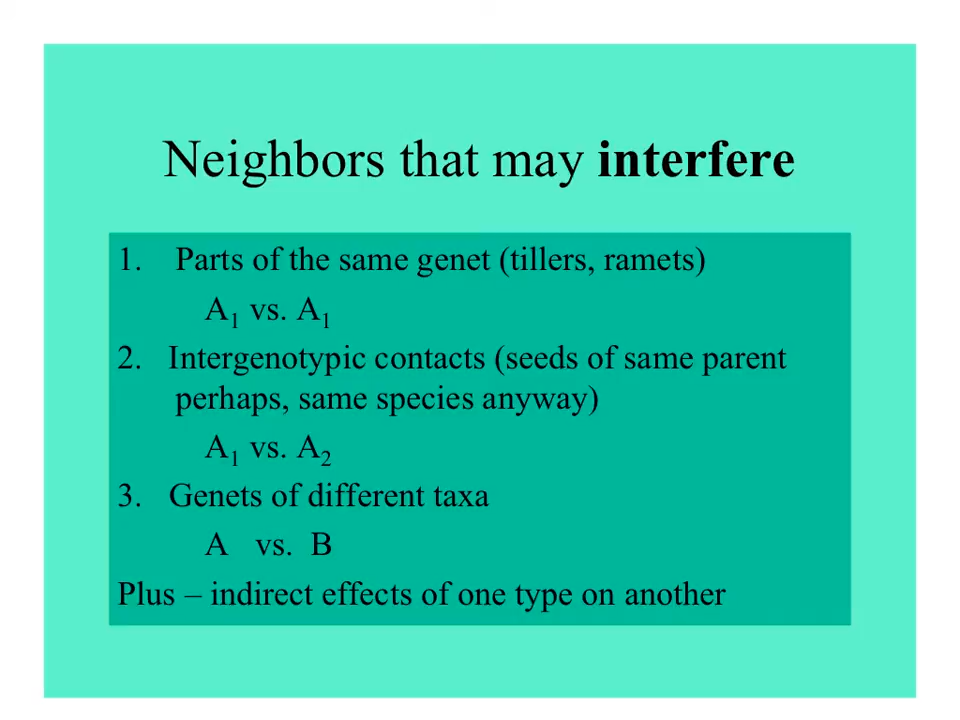 Neighbors that may interfere
1. Parts of the same genet (tillers, ramets)
A₁ vs. A₁
2. Intergenotypic contacts (seeds of same parent
perhaps, same species anyway)
A₁ vs. A₂
3. Genets of different taxa
A vs. B
Plus – indirect effects of one type on another